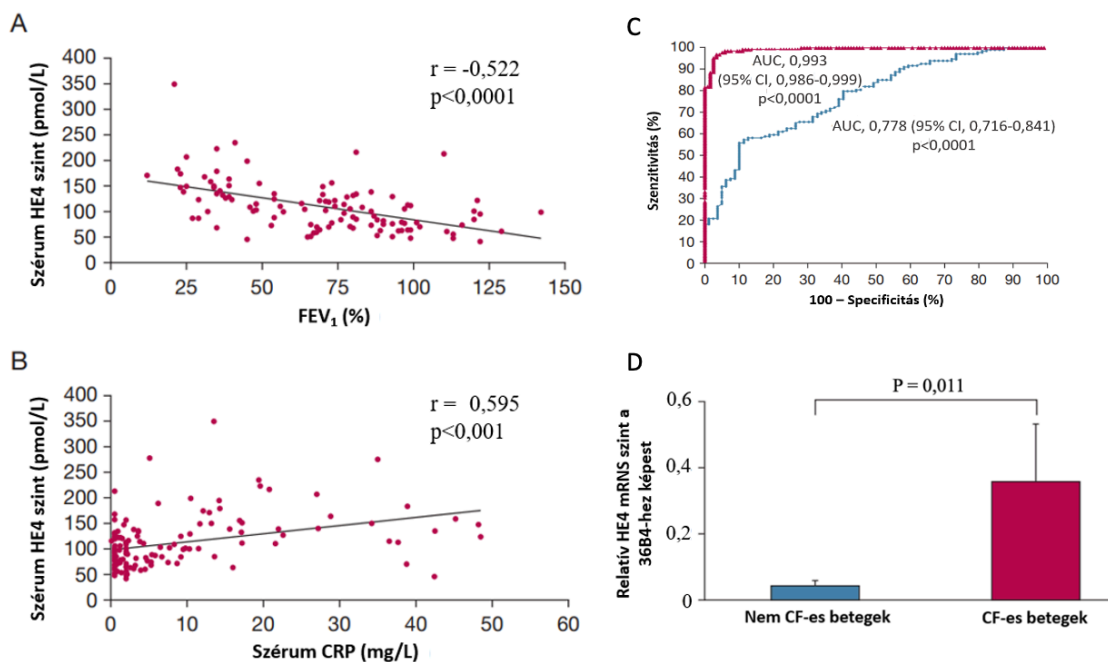 A
400
350
300
250
200
150
100
50
0
Szérum HE4 szint (pmol/L)
r = -0,522
p<0,0001
0
25
50
75
100
125
150
FEV₁ (%)
B
400
350
300
250
200
150
100
50
0
Szérum HE4 szint (pmol/L)
r = 0,595
p<0,001
0
10
20
30
40
50
60
Szérum CRP (mg/L)
C
100
90
80
70
60
50
40
30
20
10
0
Szenzitivitás (%)
AUC, 0,993
(95% CI, 0,986-0,999)
p<0,0001
AUC, 0,778 (95% CI, 0,716-0,841)
p<0,0001
0
10
20
30
40
50
60
70
80
90
100
100 – Specificitás (%)
D
P = 0,011
0,6
0,4
0,2
0
Relatív HE4 mRNS szint a
36B4-hez képest
Nem CF-es betegek
CF-es betegek